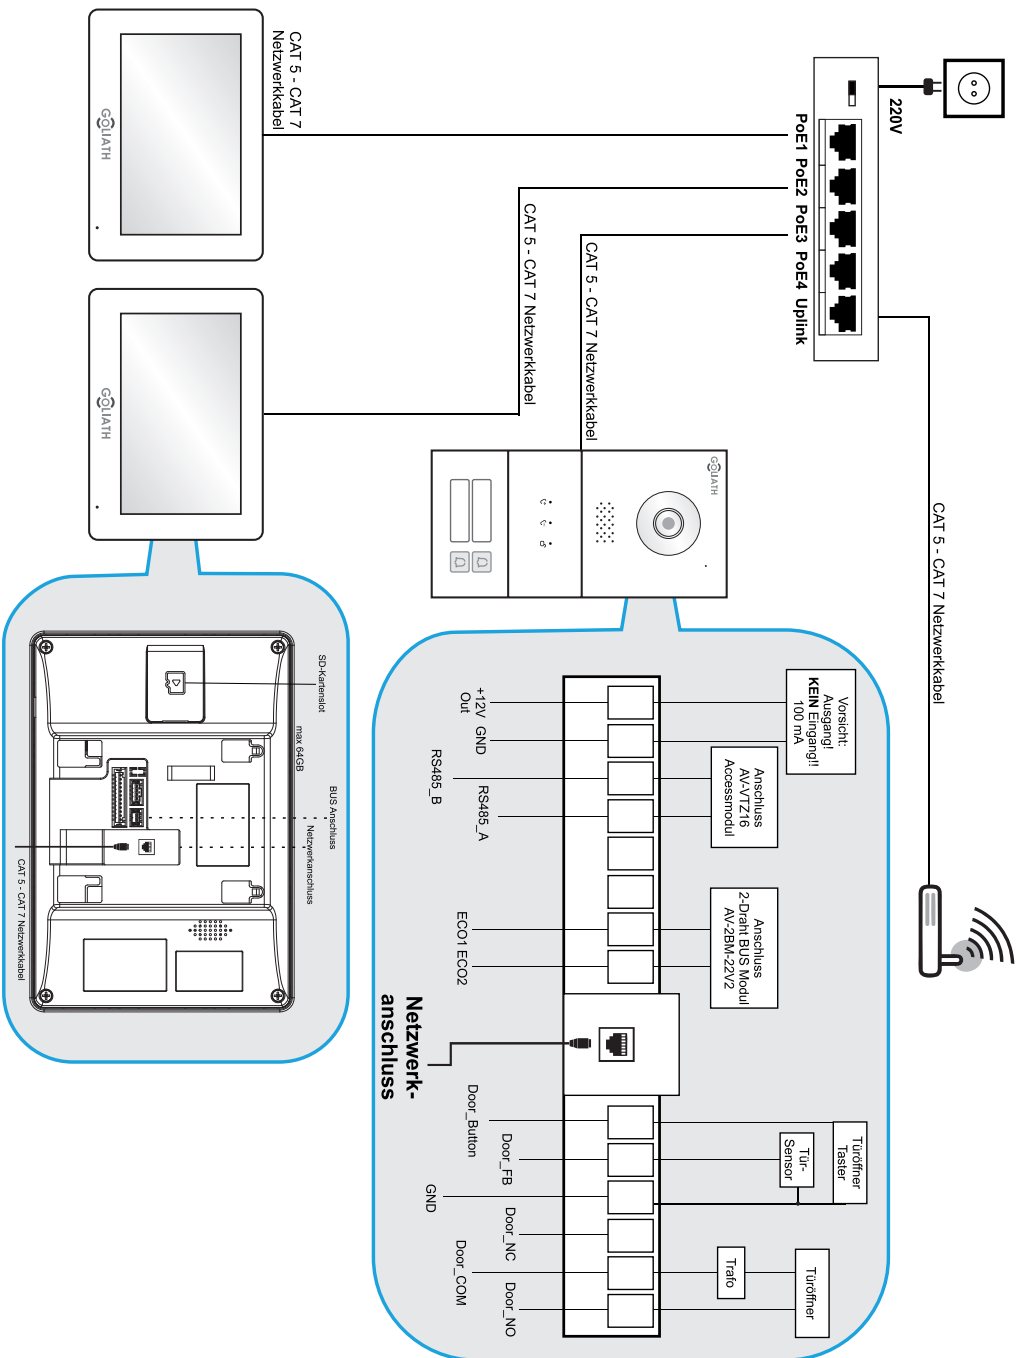 220V
PoE1 PoE2 PoE3 PoE4 Uplink
CAT 5 - CAT 7
Netzwerkkabel
CAT 5 - CAT 7 Netzwerkkabel
CAT 5 - CAT 7 Netzwerkkabel
CAT 5 - CAT 7 Netzwerkkabel
GOLIATH
GOLIATH
GOLIATH
Vorsicht:
Ausgang!
KEIN Eingang!!
100 mA
Anschluss
AV-VTZ16
Accessmodul
Anschluss
2-Draht BUS Modul
AV-2BM-22V2
Türöffner
Taster
Tür-
Sensor
Türöffner
Trafo
+12V
Out
GND
RS485_B
RS485_A
ECO1
ECO2
Netzwerk-
anschluss
Door_Button
Door_FB
GND
Door_NC
Door_COM
Door_NO
SD-Kartenslot
max 64GB
BUS Anschluss
Netzwerkanschluss
CAT 5 - CAT 7 Netzwerkkabel